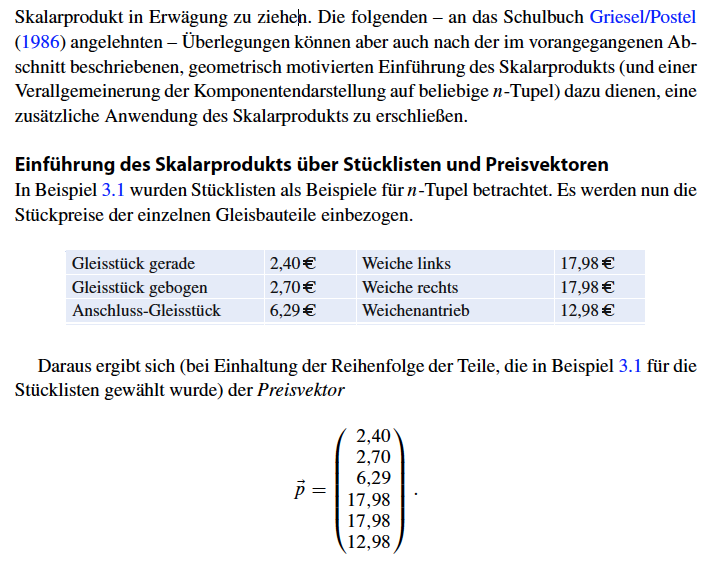 Skalarprodukt in Erwägung zu ziehen. Die folgenden – an das Schulbuch Griesel/Postel
(1986) angelehnten – Überlegungen können aber auch nach der im vorangegangenen Ab-
schnitt beschriebenen, geometrisch motivierten Einführung des Skalarprodukts (und einer
Verallgemeinerung der Komponentendarstellung auf beliebige n-Tupel) dazu dienen, eine
zusätzliche Anwendung des Skalarprodukts zu erschließen.
Einführung des Skalarprodukts über Stücklisten und Preisvektoren
In Beispiel 3.1 wurden Stücklisten als Beispiele für n-Tupel betrachtet. Es werden nun die
Stückpreise der einzelnen Gleisbauteile einbezogen.
Gleisstück gerade 2,40 € Weiche links 17,98 €
Gleisstück gebogen 2,70 € Weiche rechts 17,98 €
Anschluss-Gleisstück 6,29 € Weichenantrieb 12,98 €
Daraus ergibt sich (bei Einhaltung der Reihenfolge der Teile, die in Beispiel 3.1 für die
Stücklisten gewählt wurde) der Preisvektor
2,40
2,70
6,29
p⃗ = .
17,98
17,98
12,98